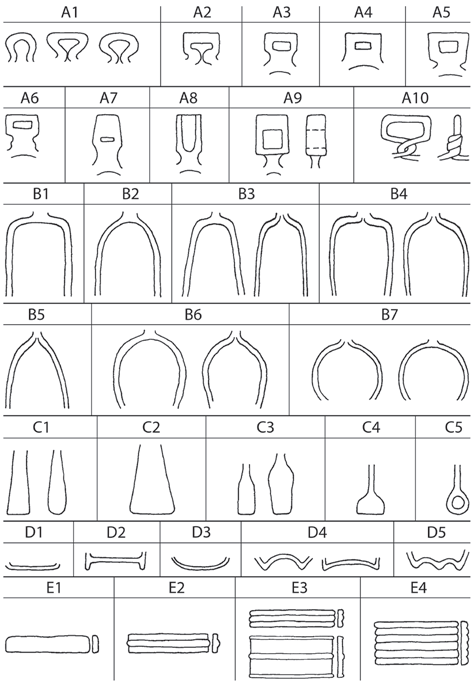 A1 A2 A3 A4 A5
A6 A7 A8 A9 A10
B1 B2 B3 B4
B5 B6 B7
C1 C2 C3 C4 C5
D1 D2 D3 D4 D5
E1 E2 E3 E4